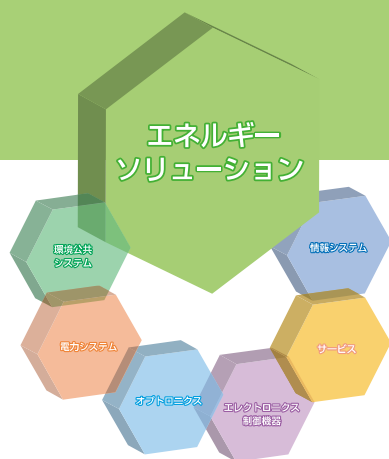 エネルギー
ソリューション
環境公共
システム
情報システム
電力システム
サービス
オプトロニクス
エレクトロニクス
制御機器